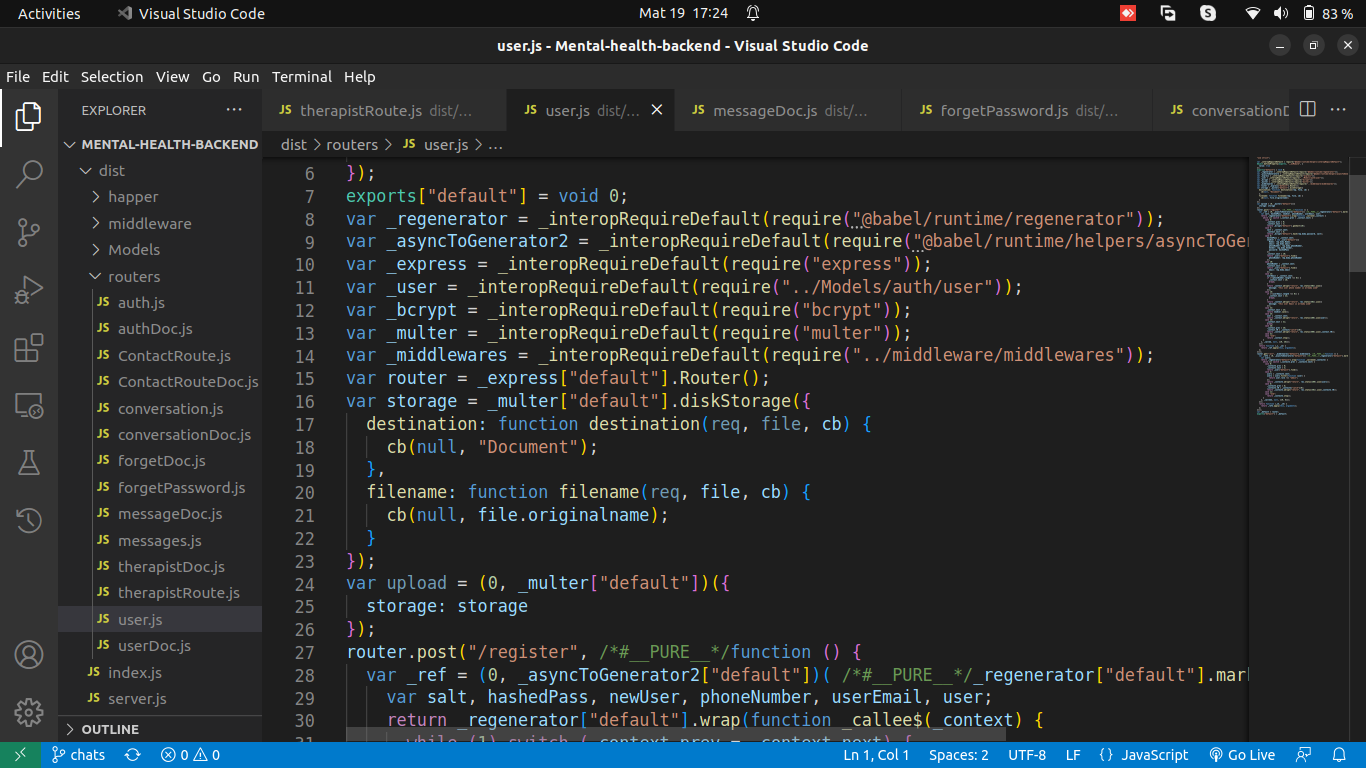 Activities
Visual Studio Code
Mat 19 17:24
83 %
user.js - Mental-health-backend - Visual Studio Code
File Edit Selection View Go Run Terminal Help
EXPLORER
MENTAL-HEALTH-BACKEND
dist
happer
middleware
Models
routers
JS auth.js
JS authDoc.js
JS ContactRoute.js
JS ContactRouteDoc.js
JS conversation.js
JS conversationDoc.js
JS forgetDoc.js
JS forgetPassword.js
JS messageDoc.js
JS messages.js
JS therapistDoc.js
JS therapistRoute.js
JS user.js
JS userDoc.js
JS index.js
JS server.js
OUTLINE
JS therapistRoute.js dist/...
JS user.js dist/...
JS messageDoc.js dist/...
JS forgetPassword.js dist/...
JS conversationD
dist > routers > JS user.js > ...
6 });
7 exports["default"] = void 0;
8 var _regenerator = _interopRequireDefault(require("@babel/runtime/regenerator"));
9 var _asyncToGenerator2 = _interopRequireDefault(require("@babel/runtime/helpers/asyncToGen
10 var _express = _interopRequireDefault(require("express"));
11 var _user = _interopRequireDefault(require("../Models/auth/user"));
12 var _bcrypt = _interopRequireDefault(require("bcrypt"));
13 var _multer = _interopRequireDefault(require("multer"));
14 var _middlewares = _interopRequireDefault(require("../middleware/middlewares"));
15 var router = _express["default"].Router();
16 var storage = _multer["default"].diskStorage({
17 destination: function destination(req, file, cb) {
18 cb(null, "Document");
19 },
20 filename: function filename(req, file, cb) {
21 cb(null, file.originalname);
22 }
23 });
24 var upload = (0, _multer["default"])({
25 storage: storage
26 });
27 router.post("/register", /*#__PURE__*/function () {
28 var _ref = (0, _asyncToGenerator2["default"])( /*#__PURE__*/_regenerator["default"].mark
29 var salt, hashedPass, newUser, phoneNumber, userEmail, user;
30 return _regenerator["default"].wrap(function _callee$(_context) {
31 while (1) switch (_context.prev = _context.next) {
chats
0 0
Ln 1, Col 1
Spaces: 2
UTF-8
LF
{ } JavaScript
Go Live